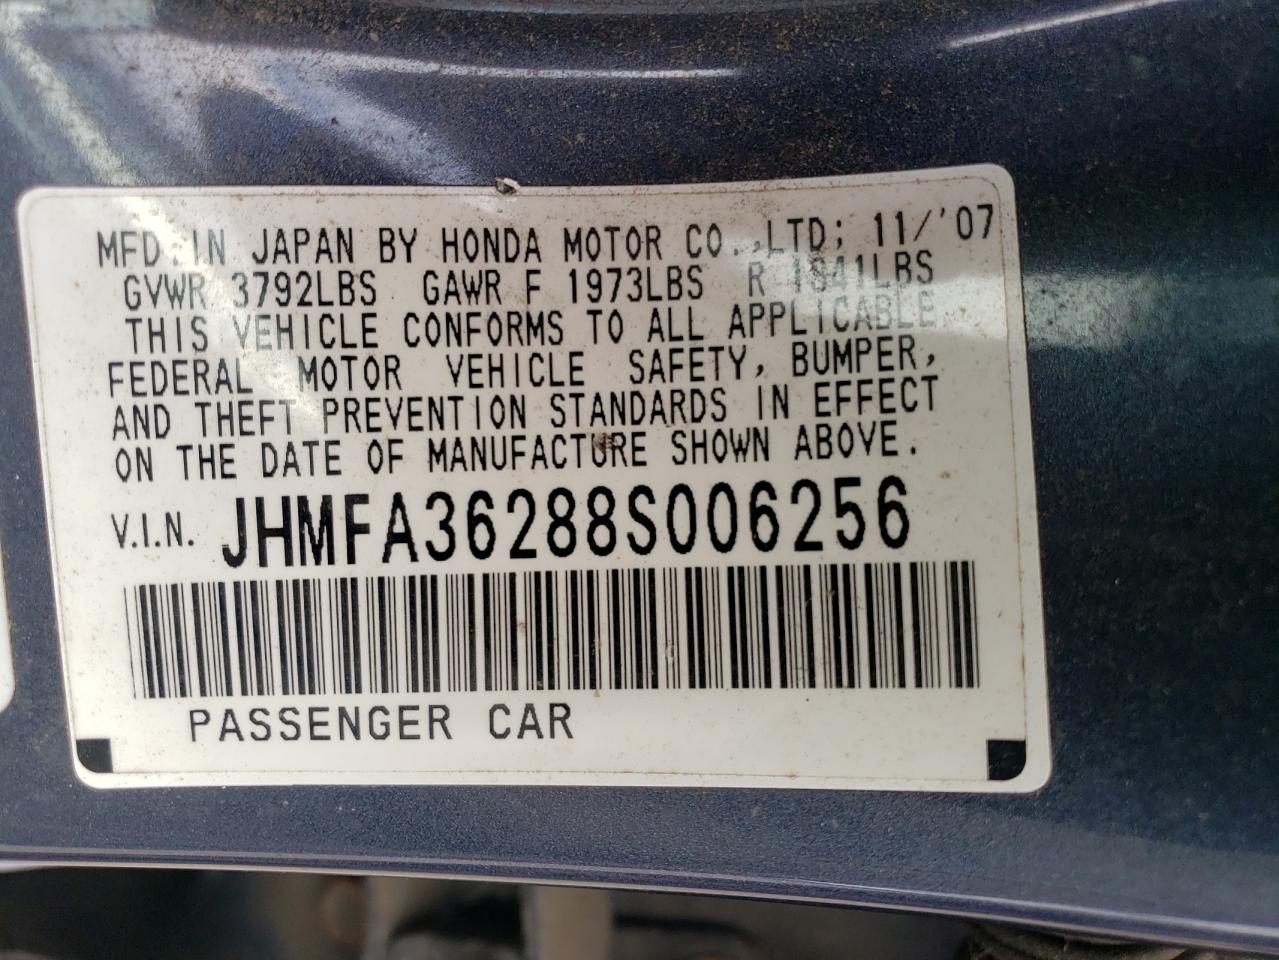 MFD. IN JAPAN BY HONDA MOTOR CO.,LTD; 11/'07
GVWR 3792LBS GAWR F 1973LBS R 1841LBS
THIS VEHICLE CONFORMS TO ALL APPLICABLE
FEDERAL MOTOR VEHICLE SAFETY, BUMPER,
AND THEFT PREVENTION STANDARDS IN EFFECT
ON THE DATE OF MANUFACTURE SHOWN ABOVE.
V.I.N. JHMFA36288S006256
PASSENGER CAR